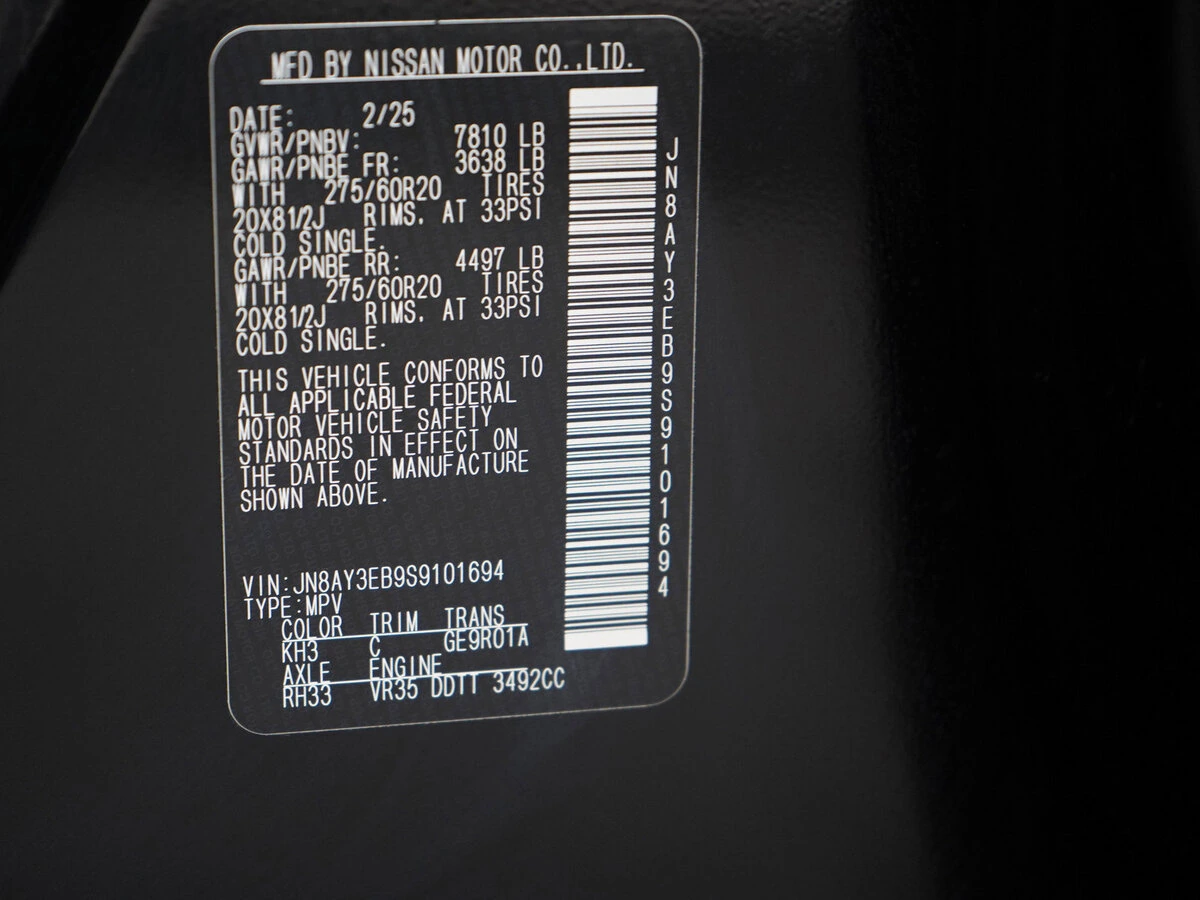 MFD BY NISSAN MOTOR CO.,LTD.
DATE: 2/25
GVWR/PNBV: 7810 LB
GAWR/PNBE FR: 3638 LB
WITH 275/60R20 TIRES
20X81/2J RIMS. AT 33PSI
COLD SINGLE.
GAWR/PNBE RR: 4497 LB
WITH 275/60R20 TIRES
20X81/2J RIMS. AT 33PSI
COLD SINGLE.
THIS VEHICLE CONFORMS TO
ALL APPLICABLE FEDERAL
MOTOR VEHICLE SAFETY
STANDARDS IN EFFECT ON
THE DATE OF MANUFACTURE
SHOWN ABOVE.
VIN:JN8AY3EB9S9101694
TYPE:MPV
COLOR TRIM TRANS
KH3 C GE9R01A
AXLE ENGINE
RH33 VR35 DDTT 3492CC
JN8AY3EB9S9101694